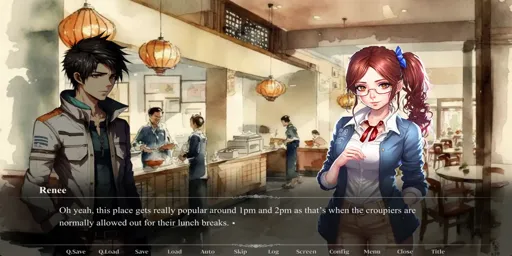 Renee
Oh yeah, this place gets really popular around 1pm and 2pm as that's when the croupiers are
normally allowed out for their lunch breaks.
Q.Save Q.Load Save Load Auto Skip Log Screen Config Menu Close Title